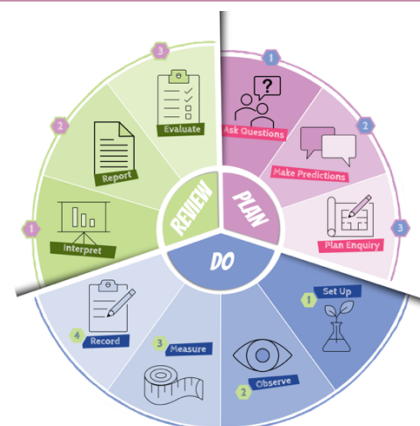 3
1
?
Evaluate
Ask Questions
2
2
Report
Make Predictions
1
Interpret
REVIEW
PLAN
3
Plan Enquiry
DO
1
Set Up
4
Record
3
Measure
2
Observe